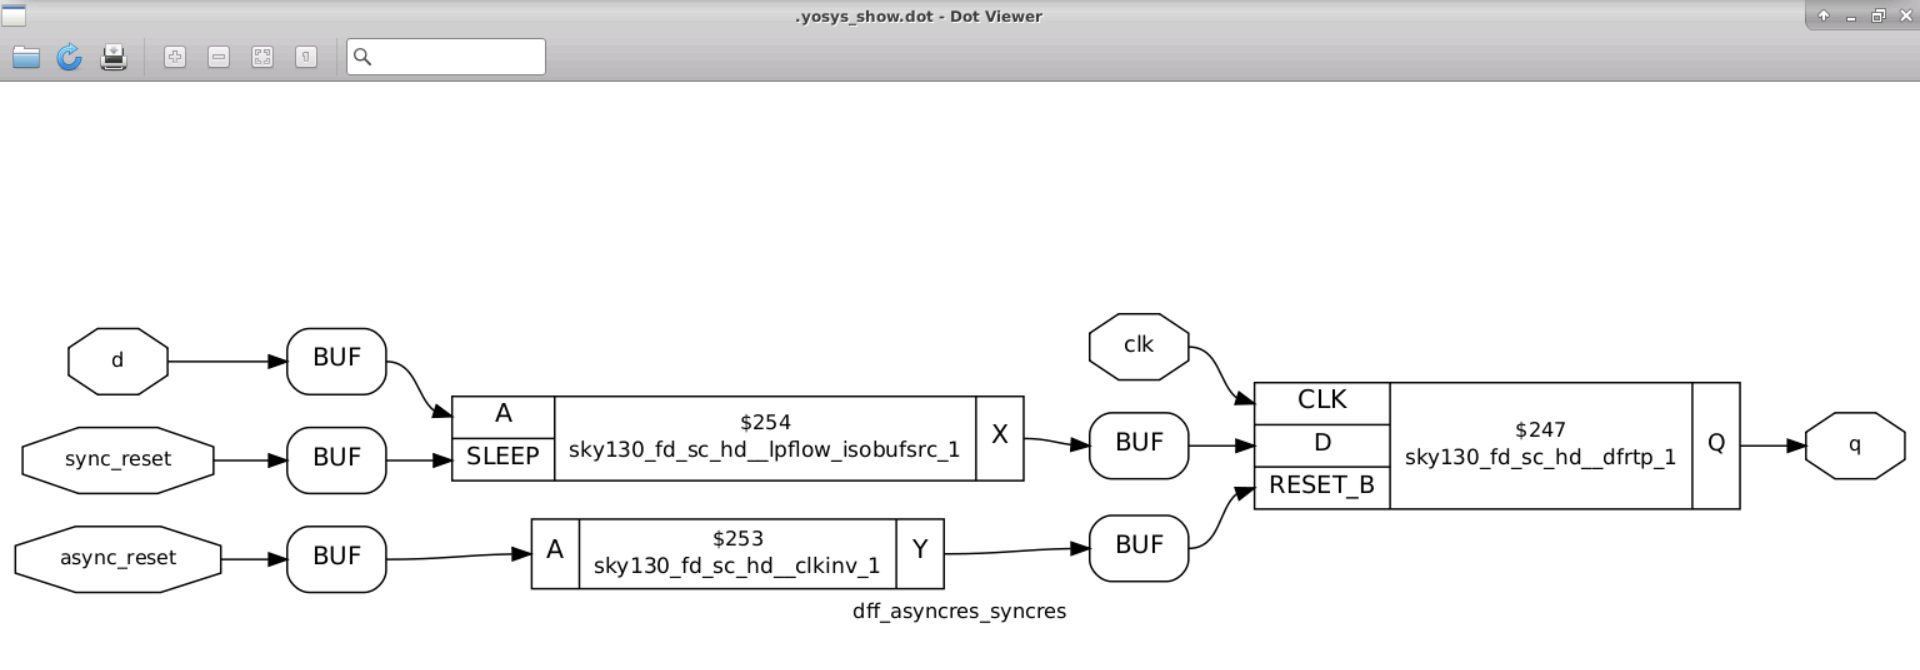 .yosys_show.dot - Dot Viewer
d
BUF
sync_reset
BUF
async_reset
BUF
A
SLEEP
$254
sky130_fd_sc_hd__lpflow_isobufsrc_1
X
A
$253
sky130_fd_sc_hd__clkinv_1
Y
clk
BUF
BUF
CLK
D
RESET_B
$247
sky130_fd_sc_hd__dfrtp_1
Q
q
dff_asyncres_syncres